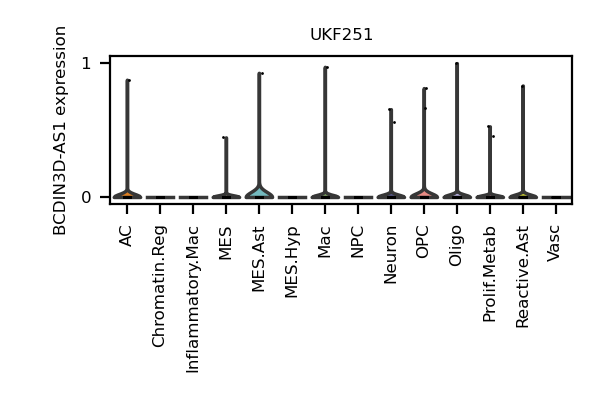 UKF251
BCDIN3D-AS1 expression
1
0
AC
Chromatin.Reg
Inflammatory.Mac
MES
MES.Ast
MES.Hyp
Mac
NPC
Neuron
OPC
Oligo
Prolif.Metab
Reactive.Ast
Vasc